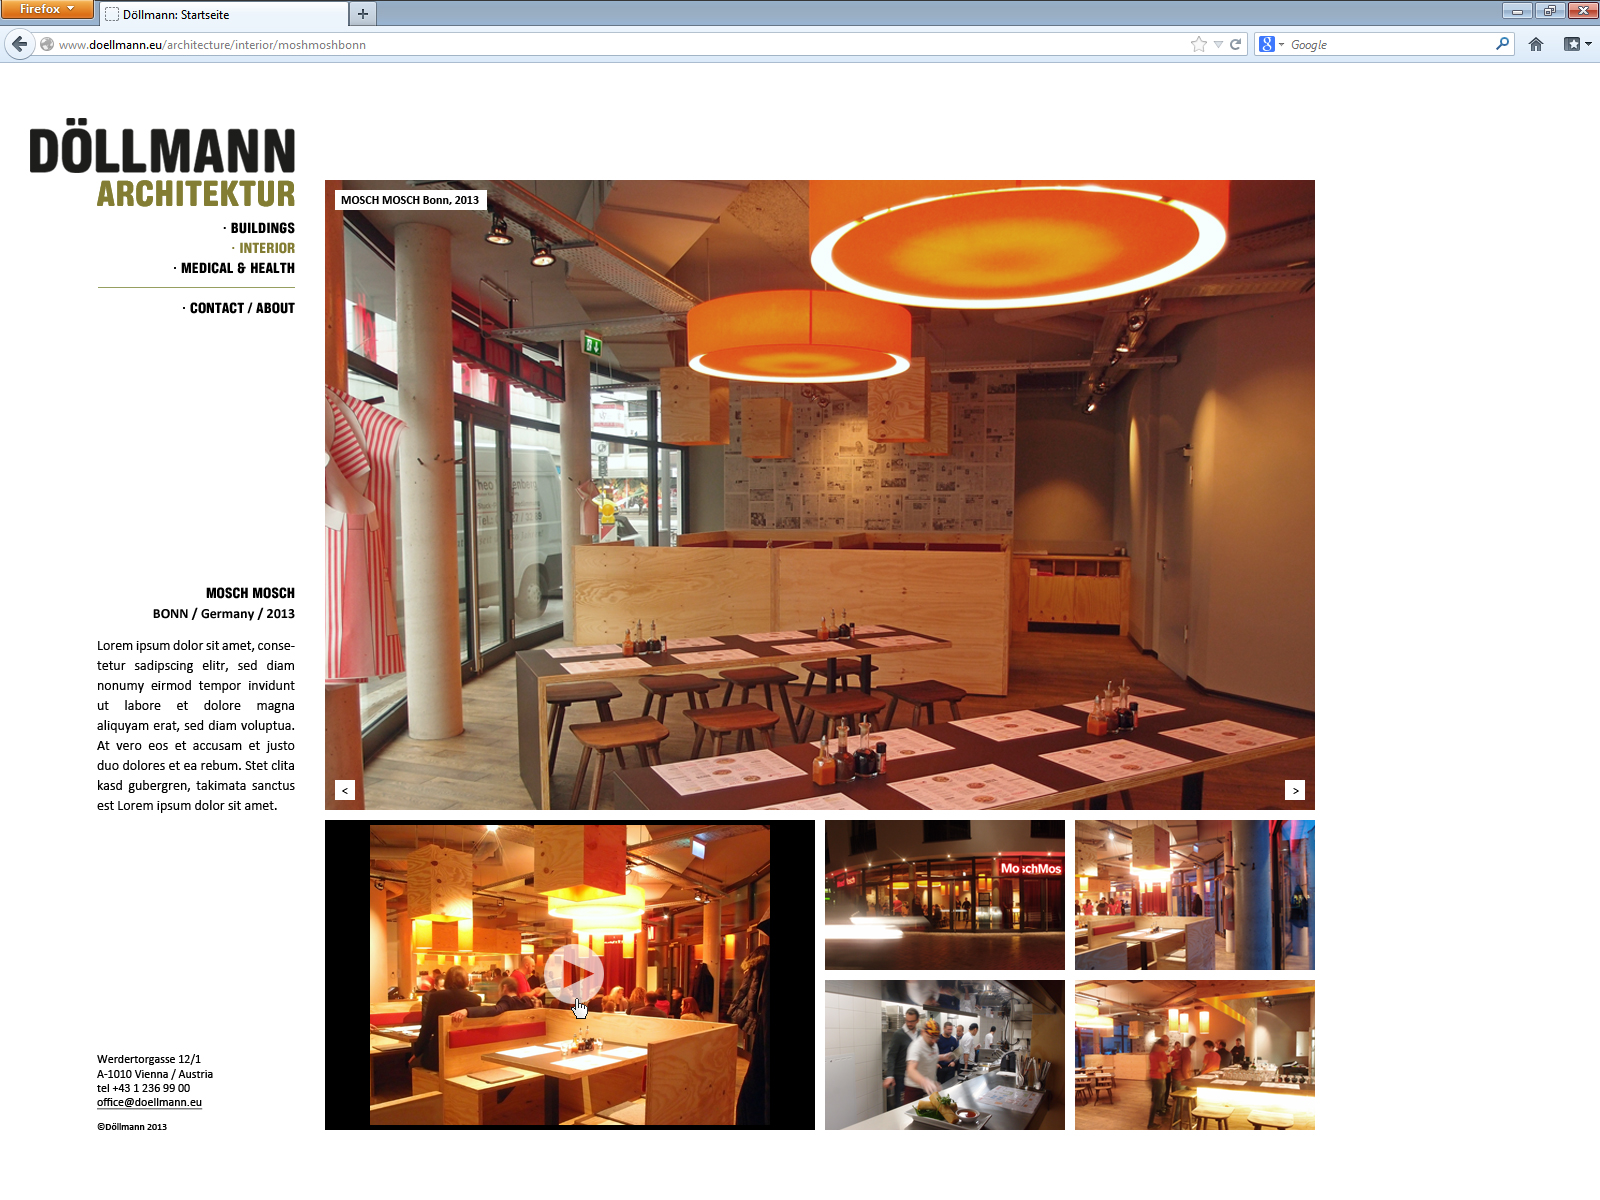 Firefox
Döllmann: Startseite
www.doellmann.eu/architecture/interior/moshmoshbonn
Google
DÖLLMANN
ARCHITEKTUR
· BUILDINGS
· INTERIOR
· MEDICAL & HEALTH
· CONTACT / ABOUT
MOSCH MOSCH Bonn, 2013
< >
MOSCH MOSCH
BONN / Germany / 2013
Lorem ipsum dolor sit amet, conse-
tetur sadipscing elitr, sed diam
nonumy eirmod tempor invidunt
ut labore et dolore magna
aliquyam erat, sed diam voluptua.
At vero eos et accusam et justo
duo dolores et ea rebum. Stet clita
kasd gubergren, takimata sanctus
est Lorem ipsum dolor sit amet.
MoschMos
Werdertorgasse 12/1
A-1010 Vienna / Austria
tel +43 1 236 99 00
office@doellmann.eu
©Döllmann 2013